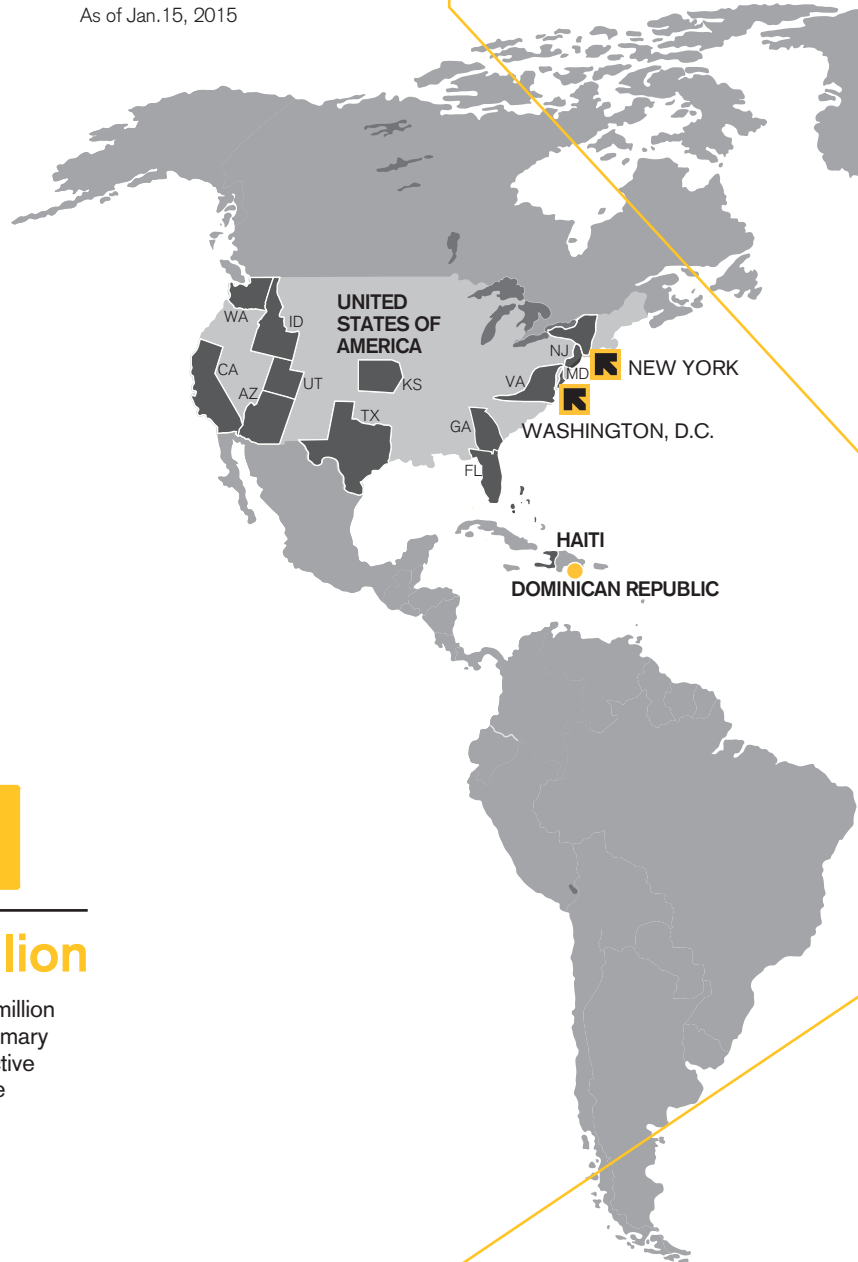 As of Jan.15, 2015
UNITED
STATES OF
AMERICA
WA
ID
CA
AZ
UT
KS
TX
NJ
MD
VA
GA
FL
NEW YORK
WASHINGTON, D.C.
HAITI
DOMINICAN REPUBLIC
lion
million
mary
tive
e